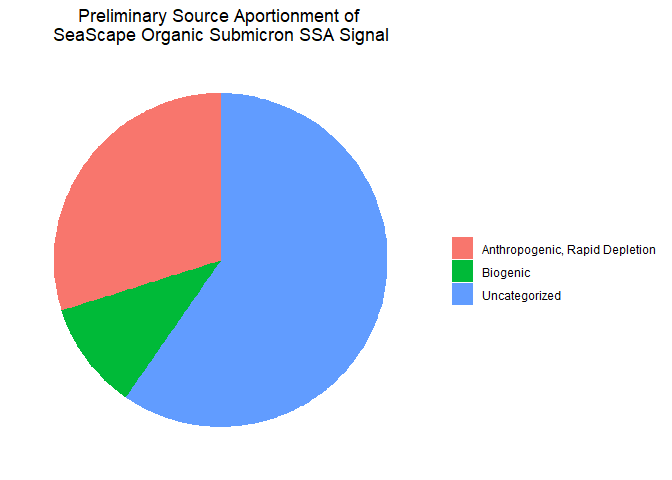 Preliminary Source Aportionment of
SeaScape Organic Submicron SSA Signal
Anthropogenic, Rapid Depletion
Biogenic
Uncategorized